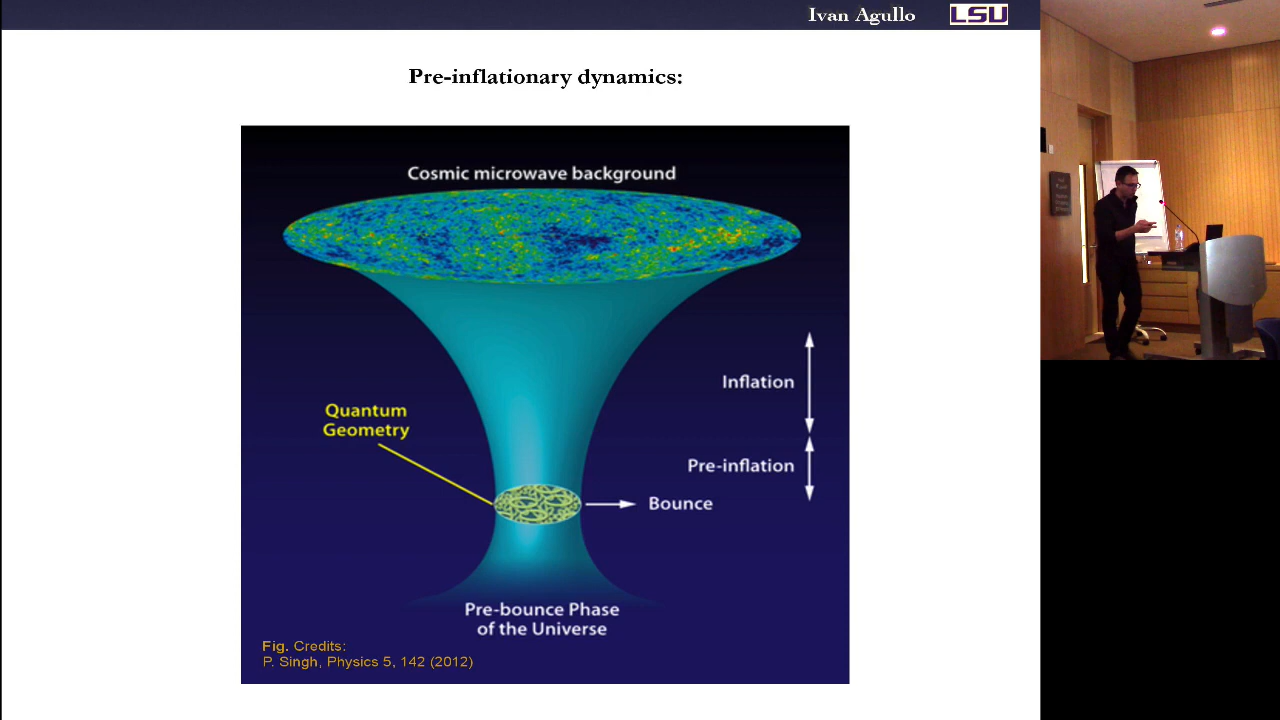 Ivan Agullo LSU
Pre-inflationary dynamics:
Cosmic microwave background
Inflation
Quantum
Geometry
Pre-inflation
Bounce
Pre-bounce Phase
of the Universe
Fig. Credits:
P. Singh, Physics 5, 142 (2012)